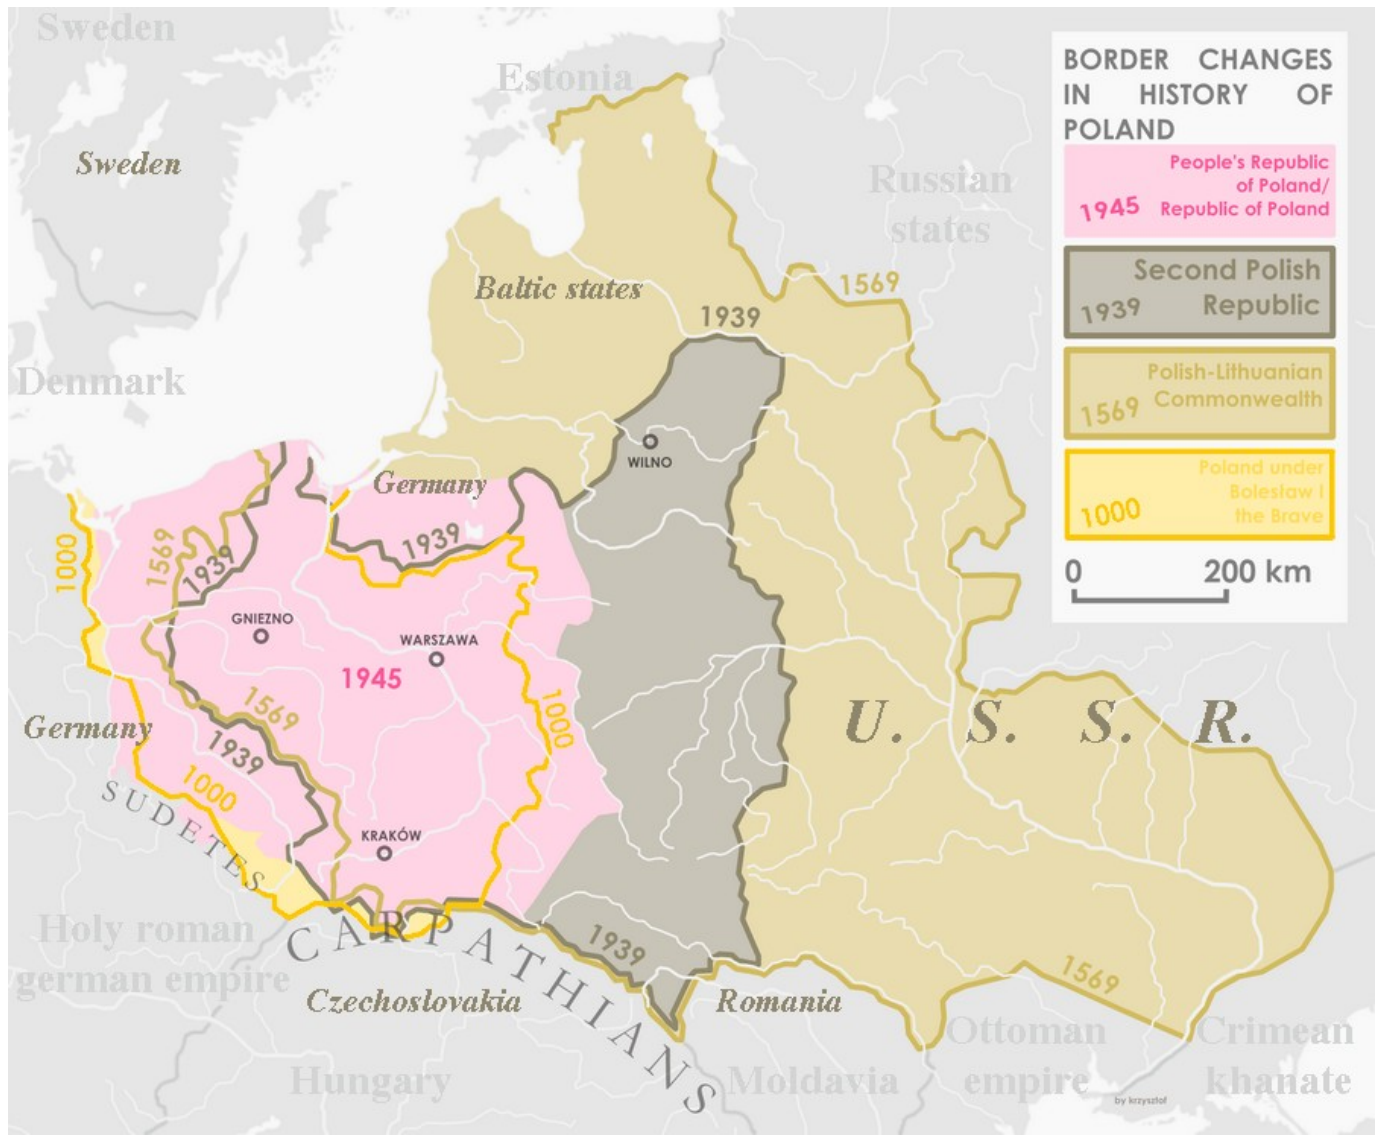 Sweden
Estonia
Sweden
Russian
states
Baltic states
1569
1939
Denmark
WILNO
Germany
1939
1569
1939
1000
GNIEZNO
WARSZAWA
1945
1000
1569
Germany
1939
1000
U. S. S. R.
SUDETES
KRAKÓW
Holy roman
german empire
CARPATHIANS
1939
1569
Czechoslovakia
Romania
Ottoman
empire
Crimean
khanate
Hungary
Moldavia
by krzysztof
BORDER CHANGES
IN HISTORY OF
POLAND
People's Republic
of Poland/
1945 Republic of Poland
Second Polish
1939 Republic
Polish-Lithuanian
1569 Commonwealth
Poland under
Bolesław I
1000 the Brave
0 200 km